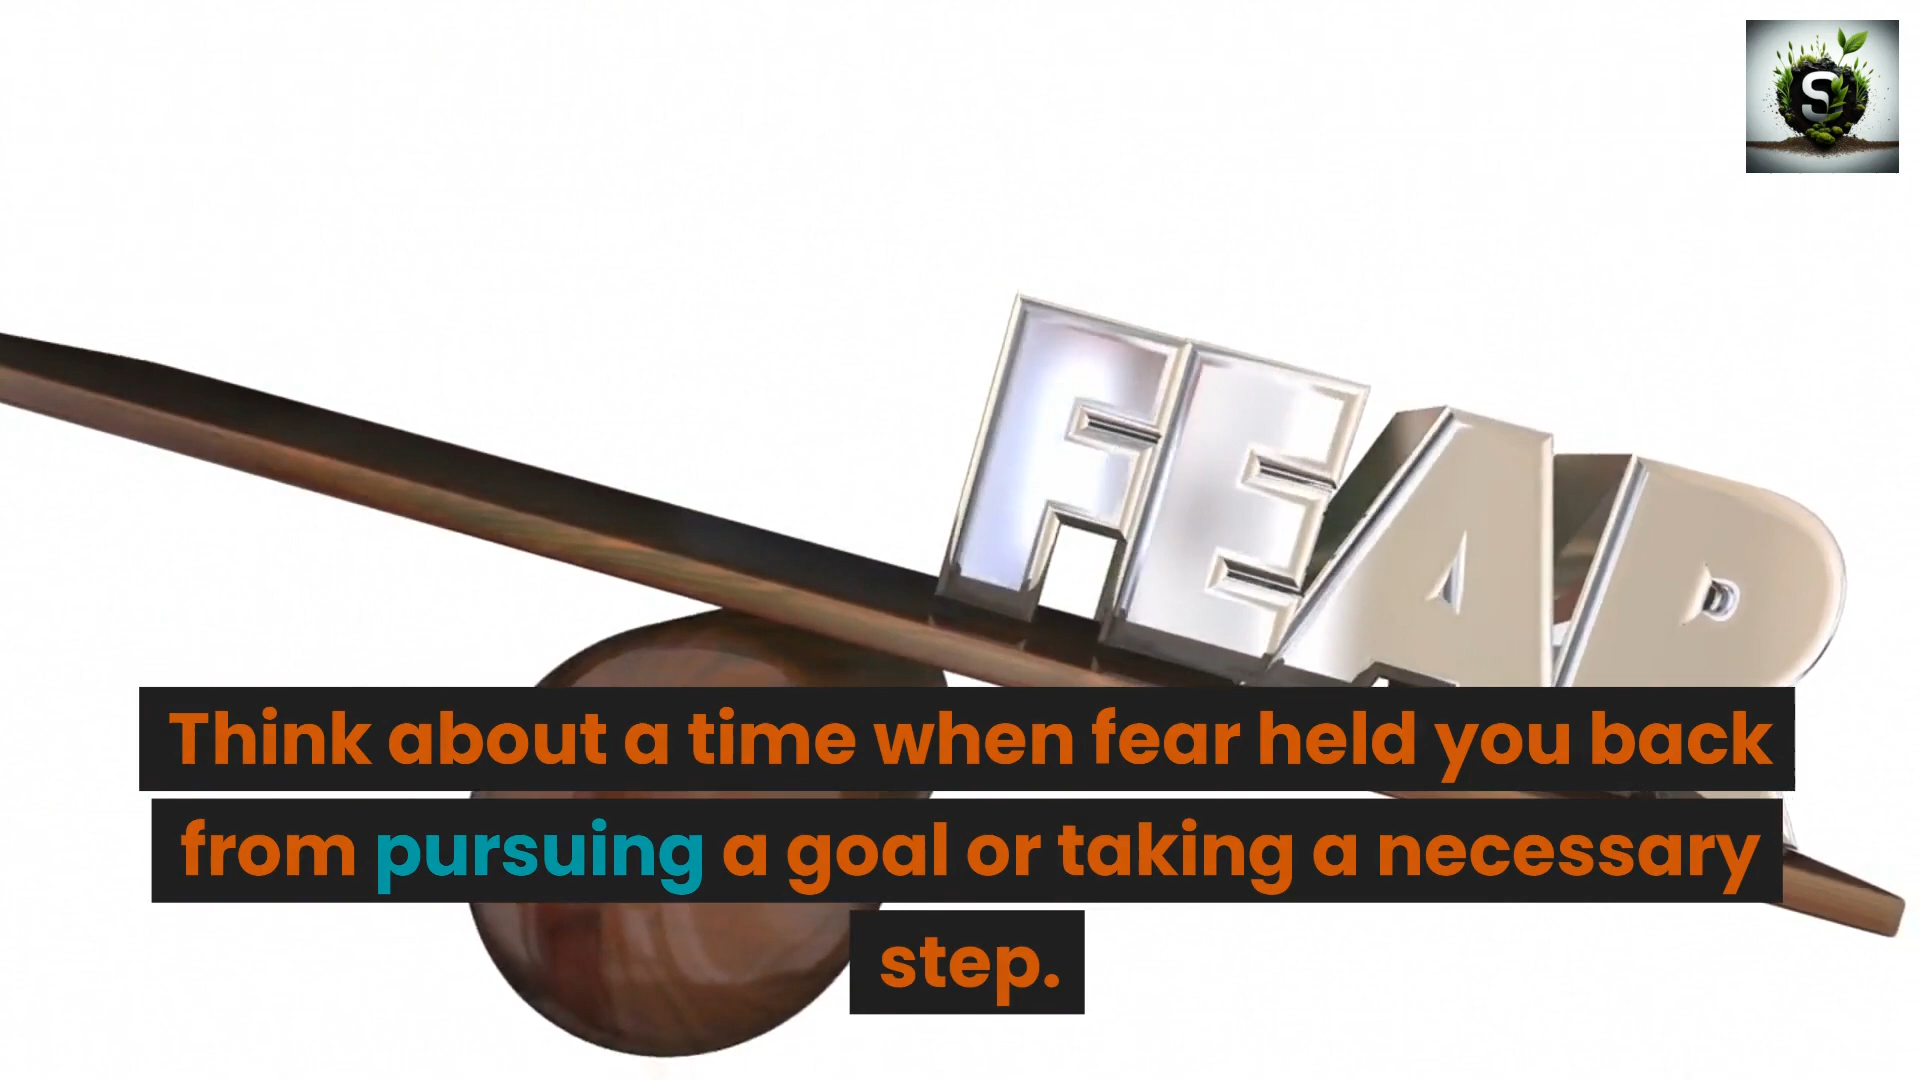 S
FEAR
Think about a time when fear held you back
from pursuing a goal or taking a necessary
step.